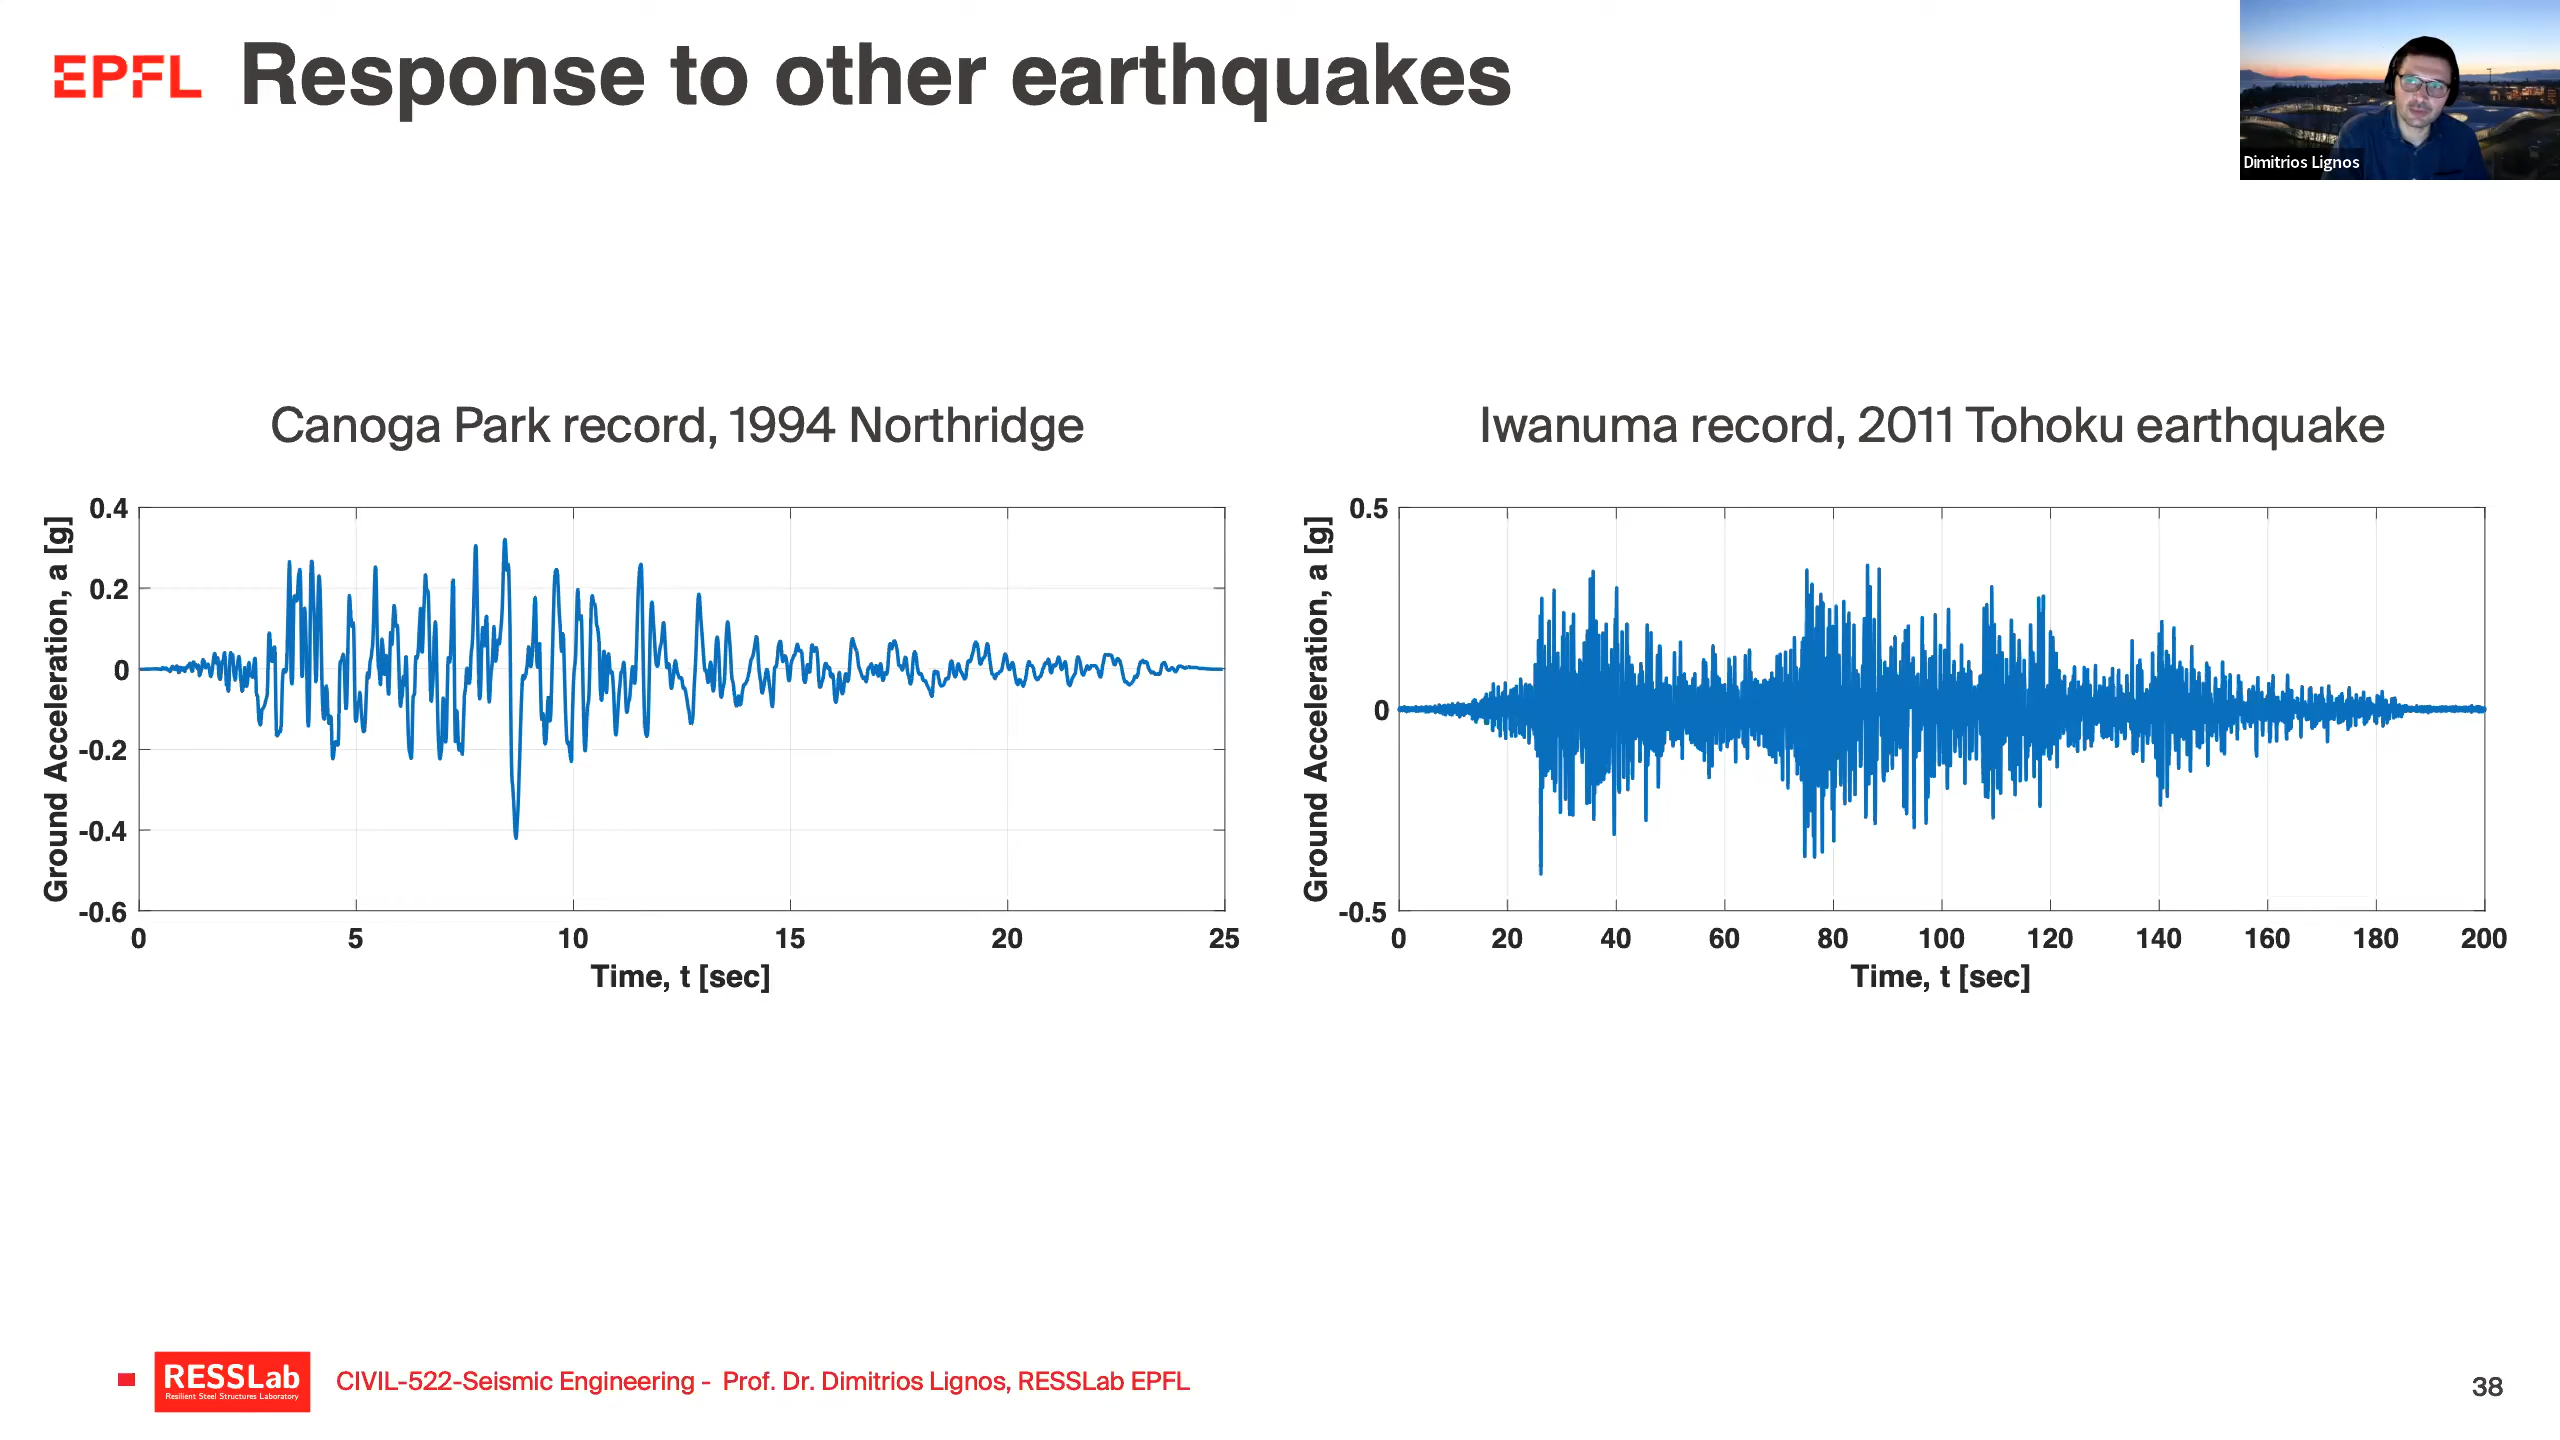 EPFL Response to other earthquakes
Dimitrios Lignos
Canoga Park record, 1994 Northridge
0.4
0.2
0
-0.2
-0.4
-0.6
Ground Acceleration, a [g]
0 5 10 15 20 25
Time, t [sec]
Iwanuma record, 2011 Tohoku earthquake
0.5
0
-0.5
Ground Acceleration, a [g]
0 20 40 60 80 100 120 140 160 180 200
Time, t [sec]
RESSLab
Resilient Steel Structures Laboratory
CIVIL-522-Seismic Engineering - Prof. Dr. Dimitrios Lignos, RESSLab EPFL
38